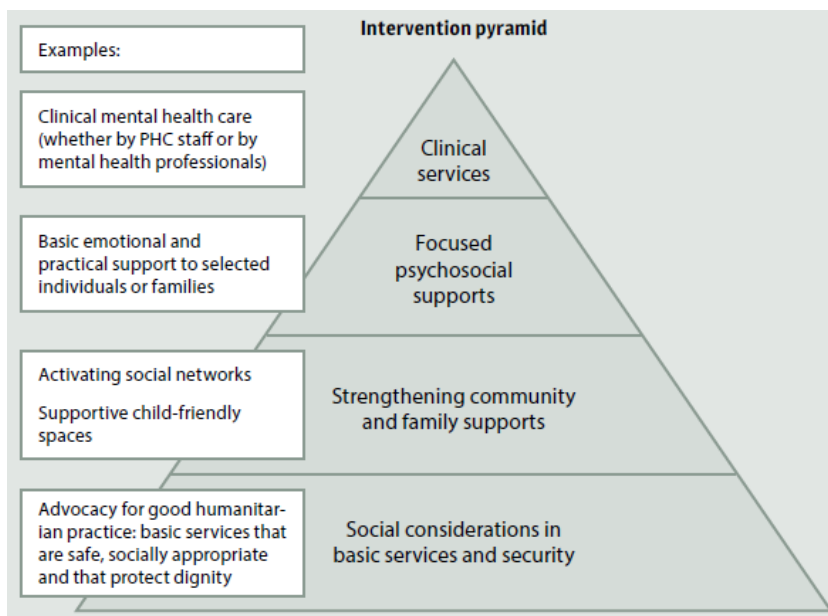 Intervention pyramid
Examples:
Clinical mental health care
(whether by PHC staff or by
mental health professionals)
Clinical
services
Basic emotional and
practical support to selected
individuals or families
Focused
psychosocial
supports
Activating social networks
Supportive child-friendly
spaces
Strengthening community
and family supports
Advocacy for good humanitar-
ian practice: basic services that
are safe, socially appropriate
and that protect dignity
Social considerations in
basic services and security